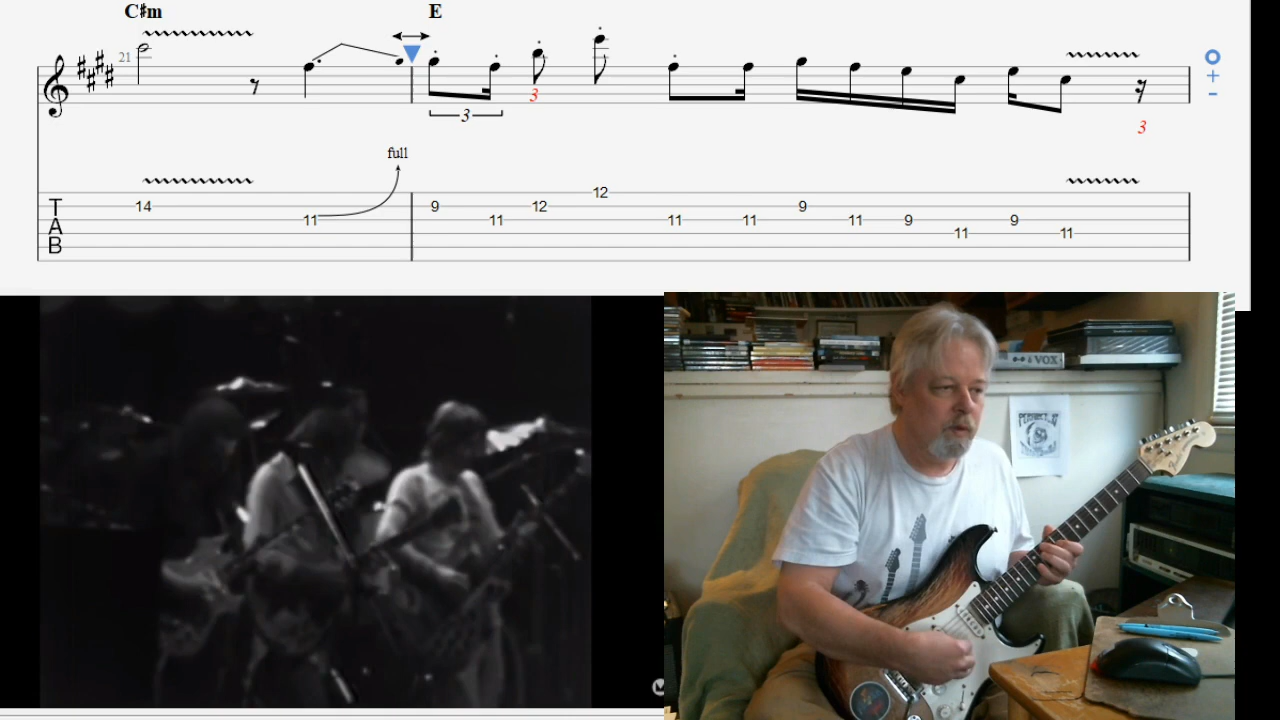 C#m E
21
3
3
3
full
T
A
B
14 11 9 11 12 12 11 11 9 11 9 11 9 11
+
-
VOX